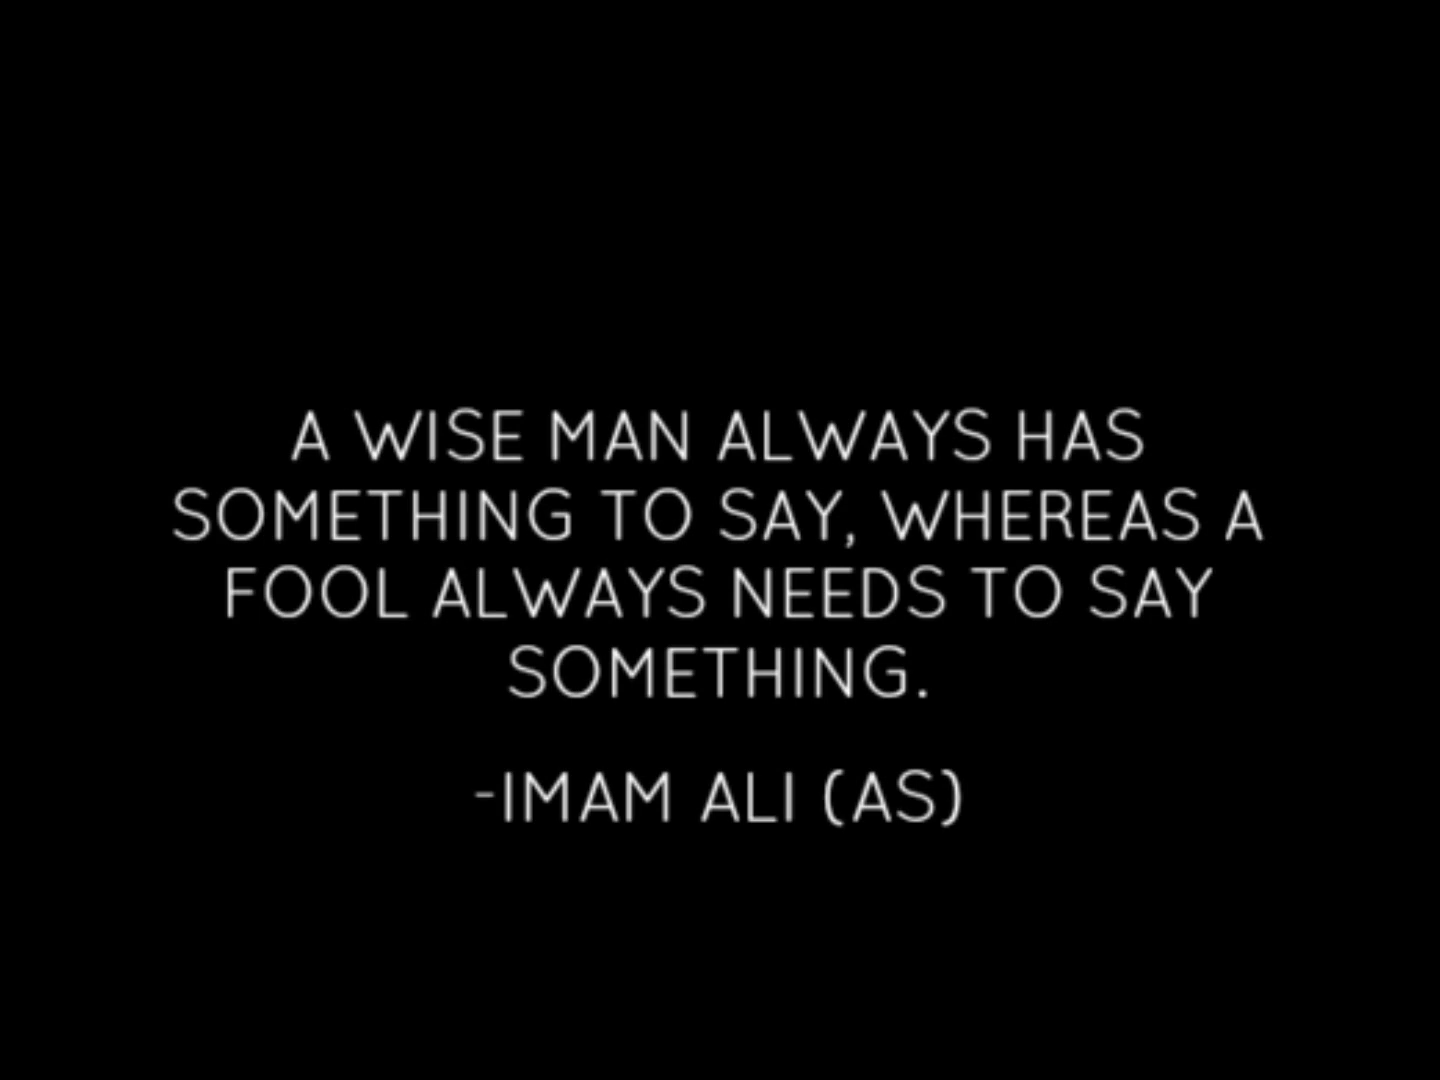 A WISE MAN ALWAYS HAS
SOMETHING TO SAY, WHEREAS A
FOOL ALWAYS NEEDS TO SAY
SOMETHING.
-IMAM ALI (AS)